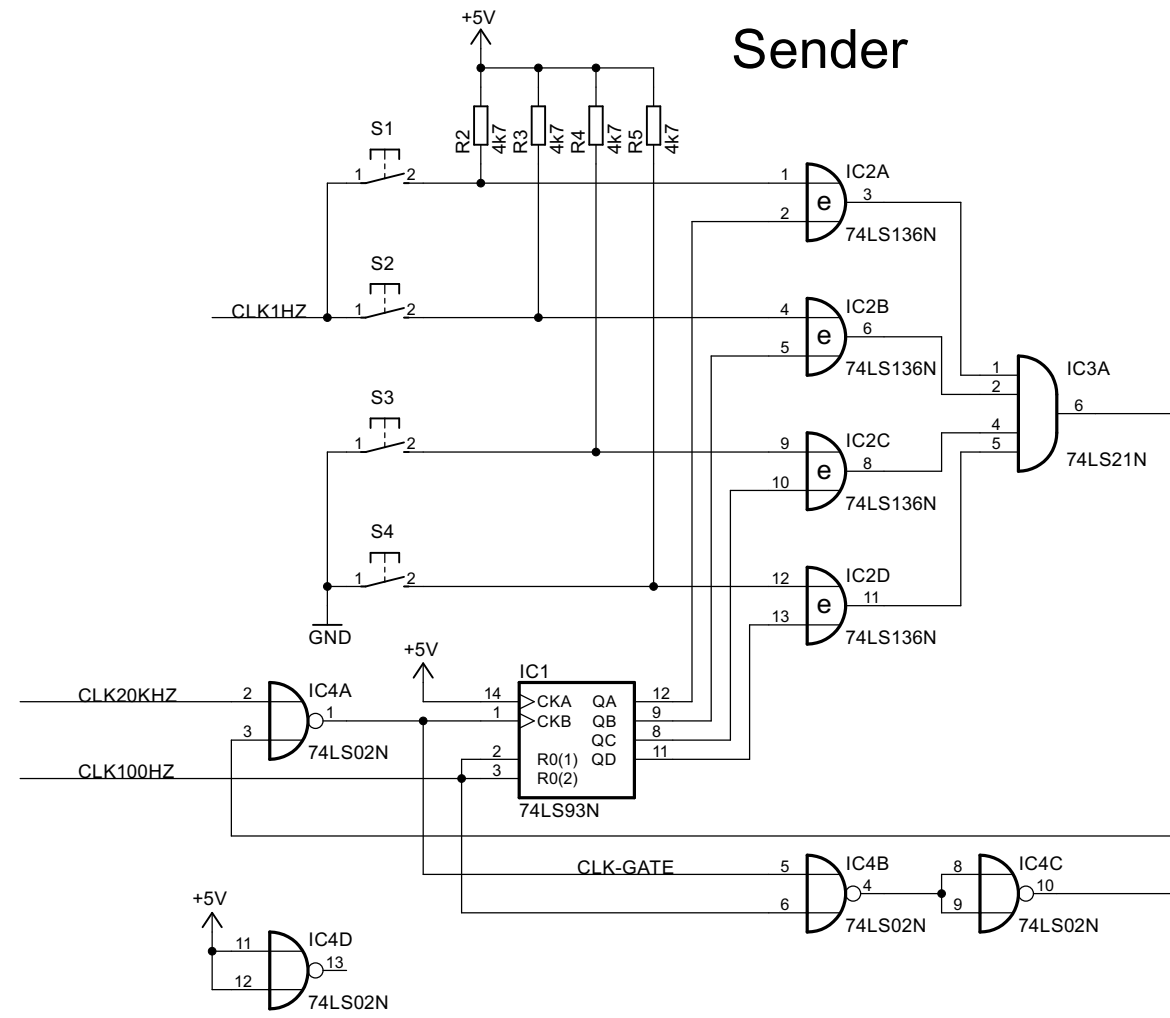 Sender
+5V
R2
4k7
R3
4k7
R4
4k7
R5
4k7
S1
1
2
1
2
IC2A
3
e
74LS136N
S2
CLK1HZ
1
2
4
5
IC2B
6
e
74LS136N
1
2
4
5
IC3A
6
74LS21N
S3
1
2
9
10
IC2C
8
e
74LS136N
S4
1
2
GND
12
13
IC2D
11
e
74LS136N
+5V
IC1
14
1
2
3
CKA
CKB
R0(1)
R0(2)
QA
QB
QC
QD
12
9
8
11
74LS93N
CLK20KHZ
2
3
IC4A
1
74LS02N
CLK100HZ
CLK-GATE
5
6
IC4B
4
74LS02N
8
9
IC4C
10
74LS02N
+5V
11
12
IC4D
13
74LS02N